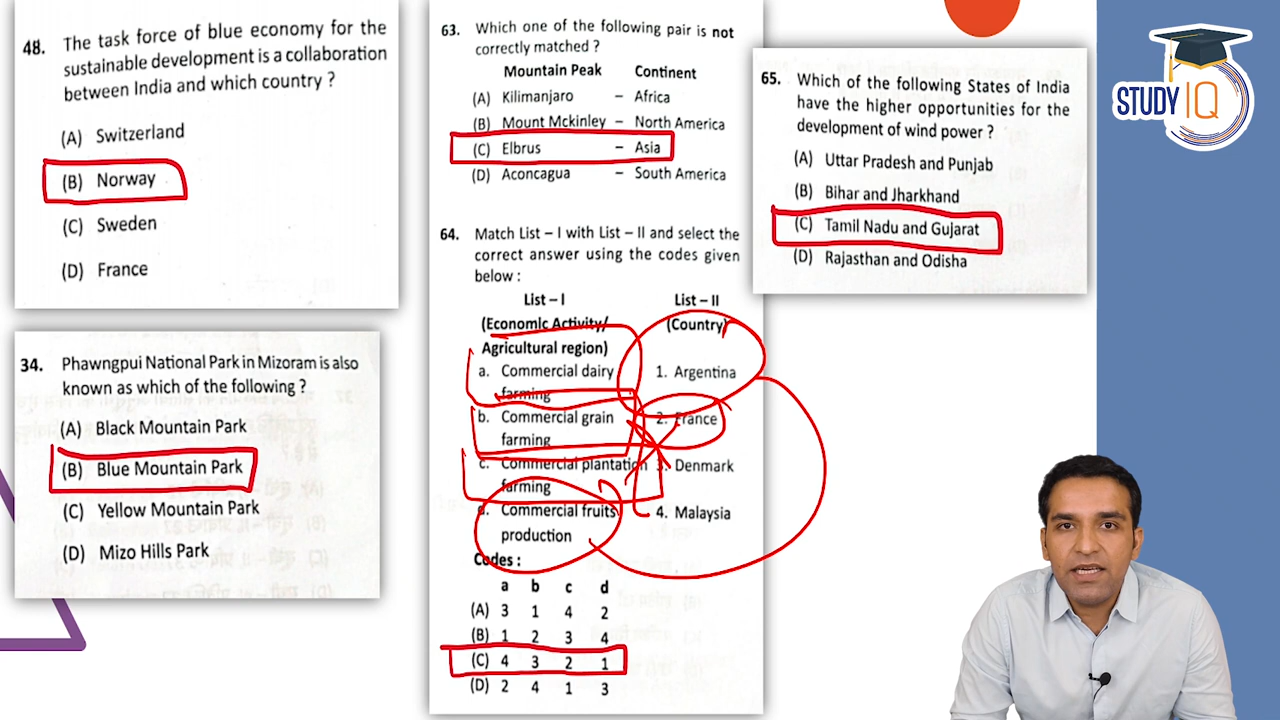 48. The task force of blue economy for the
sustainable development is a collaboration
between India and which country ?
(A) Switzerland
(B) Norway
(C) Sweden
(D) France
34. Phawngpui National Park in Mizoram is also
known as which of the following ?
(A) Black Mountain Park
(B) Blue Mountain Park
(C) Yellow Mountain Park
(D) Mizo Hills Park
63. Which one of the following pair is not
correctly matched ?
Mountain Peak Continent
(A) Kilimanjaro – Africa
(B) Mount Mckinley – North America
(C) Elbrus – Asia
(D) Aconcagua – South America
64. Match List – I with List – II and select the
correct answer using the codes given
below :
List – I List – II
(Economic Activity/ (Country)
Agricultural region)
a. Commercial dairy 1. Argentina
farming
b. Commercial grain 2. France
farming
c. Commercial plantation 3. Denmark
farming
d. Commercial fruits 4. Malaysia
production
Codes :
a b c d
(A) 3 1 4 2
(B) 1 2 3 4
(C) 4 3 2 1
(D) 2 4 1 3
65. Which of the following States of India
have the higher opportunities for the
development of wind power ?
(A) Uttar Pradesh and Punjab
(B) Bihar and Jharkhand
(C) Tamil Nadu and Gujarat
(D) Rajasthan and Odisha
STUDY IQ